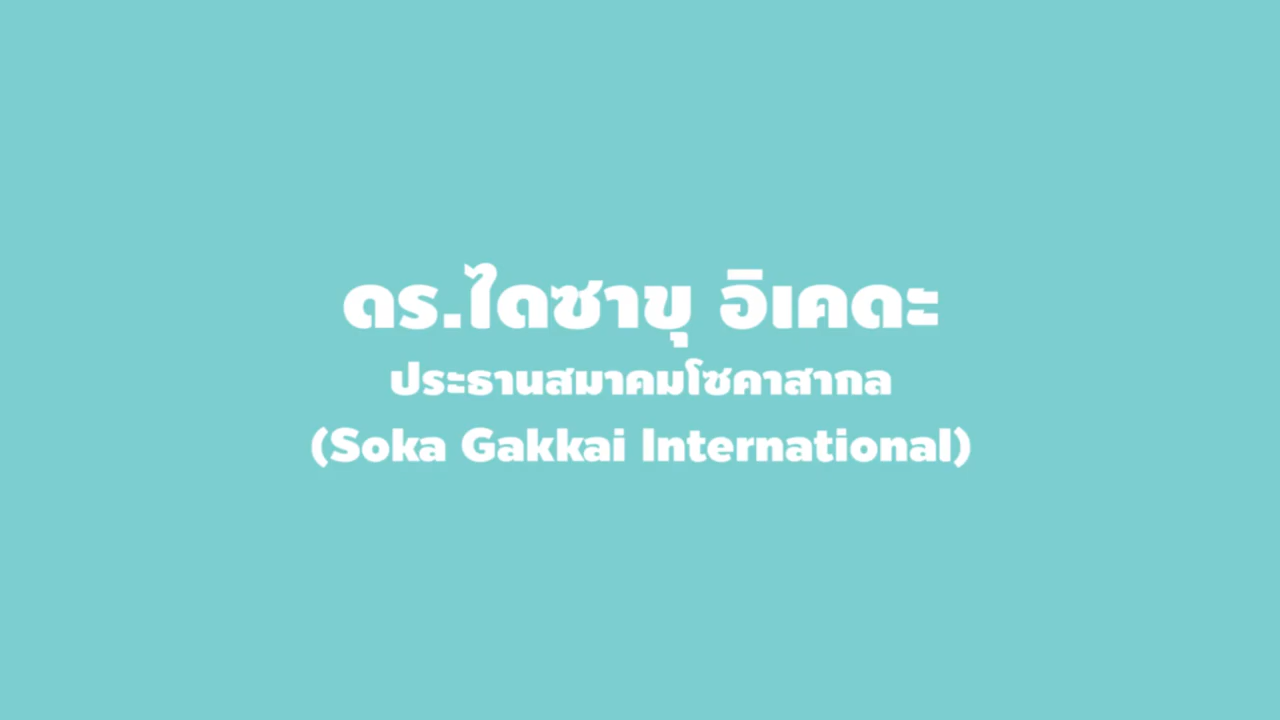 ดร.ไดซาขุ อิเคดะ
ประธานสมาคมโซคาสากล
(Soka Gakkai International)